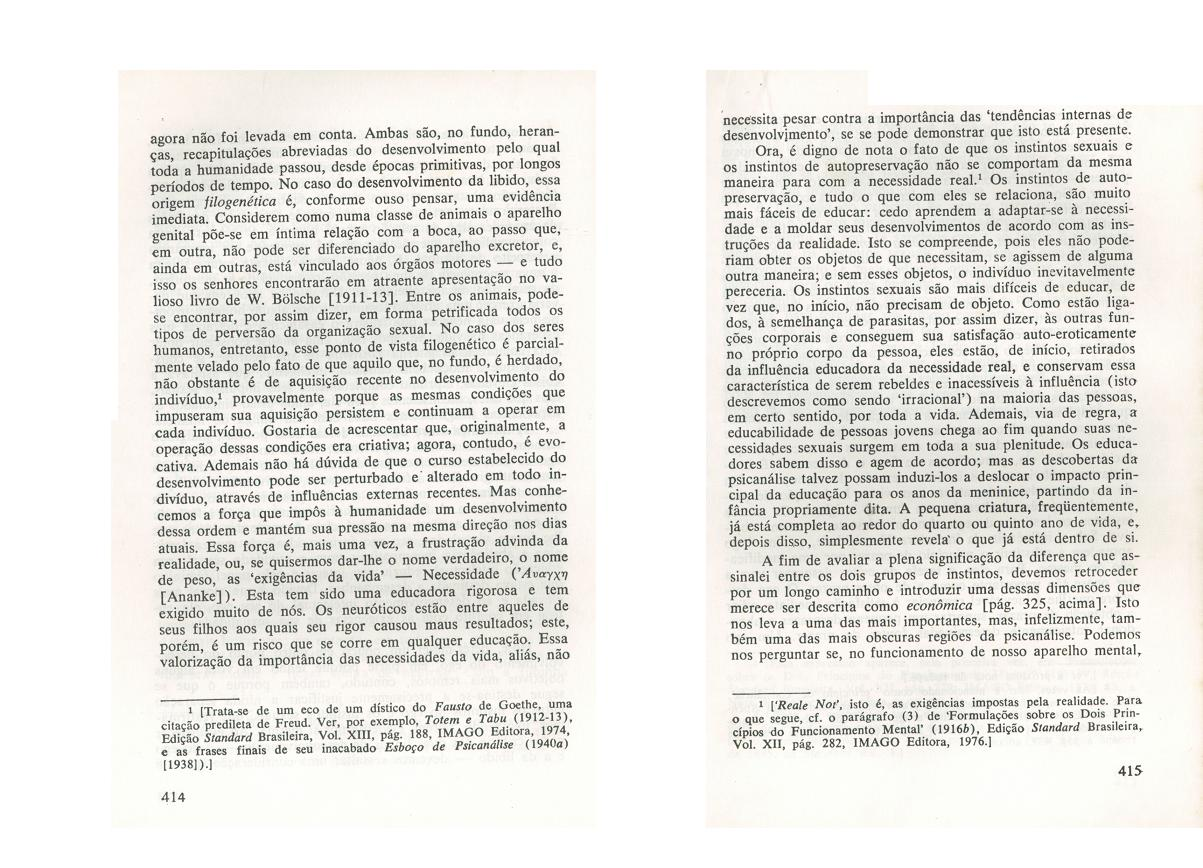 agora não foi levada em conta. Ambas são, no fundo, heran-
ças, recapitulações abreviadas do desenvolvimento pelo qual
toda a humanidade passou, desde épocas primitivas, por longos
períodos de tempo. No caso do desenvolvimento da libido, essa
origem filogenética é, conforme ouso pensar, uma evidência
imediata. Considerem como numa classe de animais o aparelho
genital põe-se em íntima relação com a boca, ao passo que,
em outra, não pode ser diferenciado do aparelho excretor, e,
ainda em outras, está vinculado aos órgãos motores — e tudo
isso os senhores encontrarão em atraente apresentação no va-
lioso livro de W. Bölsche [1911-13]. Entre os animais, pode-
se encontrar, por assim dizer, em forma petrificada todos os
tipos de perversão da organização sexual. No caso dos seres
humanos, entretanto, esse ponto de vista filogenético é parcial-
mente velado pelo fato de que aquilo que, no fundo, é herdado,
não obstante é de aquisição recente no desenvolvimento do
indivíduo,¹ provavelmente porque as mesmas condições que
impuseram sua aquisição persistem e continuam a operar em
cada indivíduo. Gostaria de acrescentar que, originalmente, a
operação dessas condições era criativa; agora, contudo, é evo-
cativa. Ademais não há dúvida de que o curso estabelecido do
desenvolvimento pode ser perturbado e alterado em todo in-
divíduo, através de influências externas recentes. Mas conhe-
cemos a força que impôs à humanidade um desenvolvimento
dessa ordem e mantém sua pressão na mesma direção nos dias
atuais. Essa força é, mais uma vez, a frustração advinda da
realidade, ou, se quisermos dar-lhe o nome verdadeiro, o nome
de peso, as ‘exigências da vida’ — Necessidade (’Αναγχη
[Ananke]). Esta tem sido uma educadora rigorosa e tem
exigido muito de nós. Os neuróticos estão entre aqueles de
seus filhos aos quais seu rigor causou maus resultados; este,
porém, é um risco que se corre em qualquer educação. Essa
valorização da importância das necessidades da vida, aliás, não
¹ [Trata-se de um eco de um dístico do Fausto de Goethe, uma
citação predileta de Freud. Ver, por exemplo, Totem e Tabu (1912-13),
Edição Standard Brasileira, Vol. XIII, pág. 188, IMAGO Editora, 1974,
e as frases finais de seu inacabado Esboço de Psicanálise (1940a)
[1938]).]
414
necessita pesar contra a importância das ‘tendências internas de
desenvolvimento’, se se pode demonstrar que isto está presente.
Ora, é digno de nota o fato de que os instintos sexuais e
os instintos de autopreservação não se comportam da mesma
maneira para com a necessidade real.¹ Os instintos de auto-
preservação, e tudo o que com eles se relaciona, são muito
mais fáceis de educar: cedo aprendem a adaptar-se à necessi-
dade e a moldar seus desenvolvimentos de acordo com as ins-
truções da realidade. Isto se compreende, pois eles não pode-
riam obter os objetos de que necessitam, se agissem de alguma
outra maneira; e sem esses objetos, o indivíduo inevitavelmente
pereceria. Os instintos sexuais são mais difíceis de educar, de
vez que, no início, não precisam de objeto. Como estão liga-
dos, à semelhança de parasitas, por assim dizer, às outras fun-
ções corporais e conseguem sua satisfação auto-eroticamente
no próprio corpo da pessoa, eles estão, de início, retirados
da influência educadora da necessidade real, e conservam essa
característica de serem rebeldes e inacessíveis à influência (isto
descrevemos como sendo ‘irracional’) na maioria das pessoas,
em certo sentido, por toda a vida. Ademais, via de regra, a
educabilidade de pessoas jovens chega ao fim quando suas ne-
cessidades sexuais surgem em toda a sua plenitude. Os educa-
dores sabem disso e agem de acordo; mas as descobertas da
psicanálise talvez possam induzi-los a deslocar o impacto prin-
cipal da educação para os anos da meninice, partindo da in-
fância propriamente dita. A pequena criatura, freqüentemente,
já está completa ao redor do quarto ou quinto ano de vida, e,
depois disso, simplesmente revela o que já está dentro de si.
A fim de avaliar a plena significação da diferença que as-
sinalei entre os dois grupos de instintos, devemos retroceder
por um longo caminho e introduzir uma dessas dimensões que
merece ser descrita como econômica [pág. 325, acima]. Isto
nos leva a uma das mais importantes, mas, infelizmente, tam-
bém uma das mais obscuras regiões da psicanálise. Podemos
nos perguntar se, no funcionamento de nosso aparelho mental,
¹ [‘Reale Not’, isto é, as exigências impostas pela realidade. Para
o que segue, cf. o parágrafo (3) de ‘Formulações sobre os Dois Prin-
cípios do Funcionamento Mental’ (1916b), Edição Standard Brasileira,
Vol. XII, pág. 282, IMAGO Editora, 1976.]
415